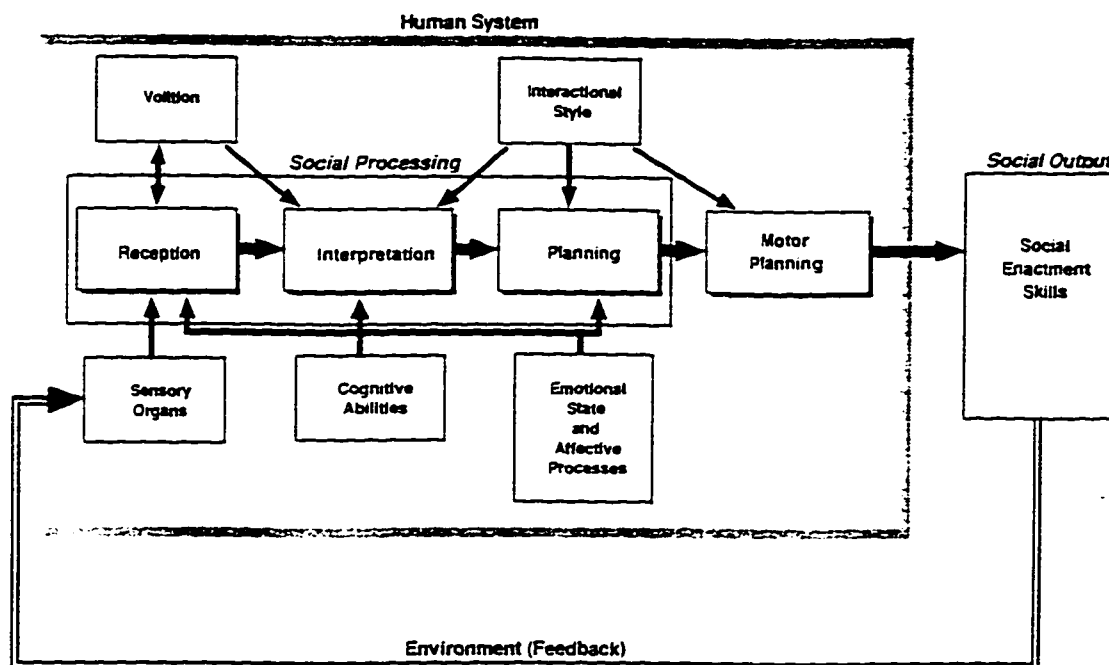 Human System
Volition
Interactional
Style
Social Processing
Social Output
Reception
Interpretation
Planning
Motor
Planning
Social
Enactment
Skills
Sensory
Organs
Cognitive
Abilities
Emotional
State
and
Affective
Processes
Environment (Feedback)